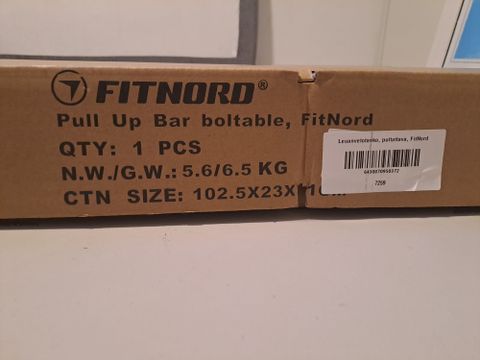 FITNORD®
Pull Up Bar boltable, FitNord
QTY: 1 PCS
N.W./G.W.: 5.6/6.5 KG
CTN SIZE: 102.5X23X11CM
Leuanvetotanko, pultattava, FitNord
7259